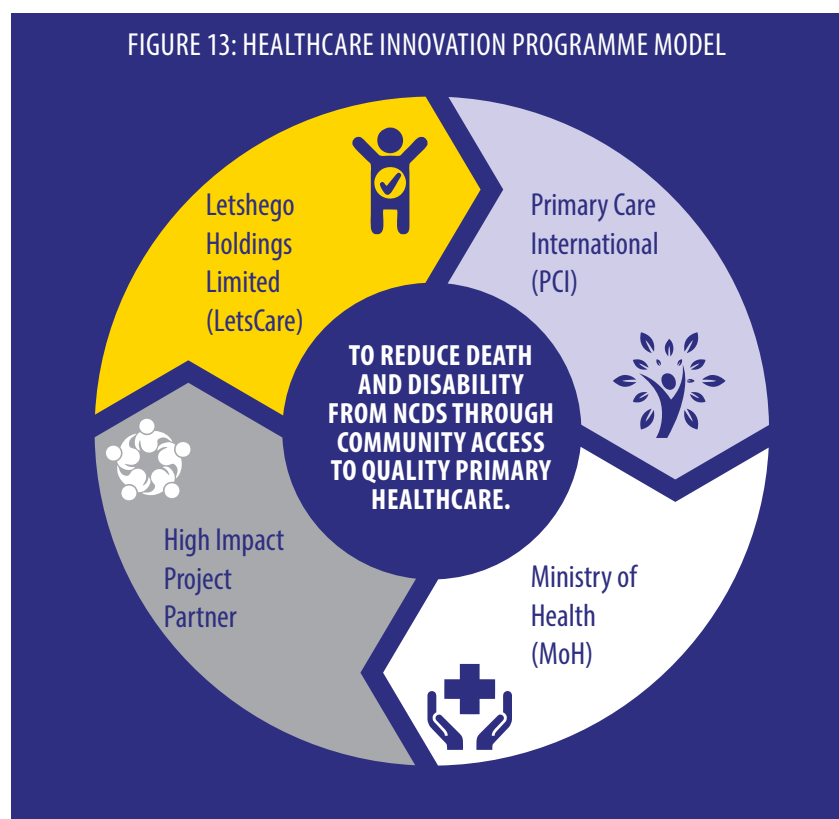 FIGURE 13: HEALTHCARE INNOVATION PROGRAMME MODEL
Letshego
Holdings
Limited
(LetsCare)
Primary Care
International
(PCI)
TO REDUCE DEATH
AND DISABILITY
FROM NCDS THROUGH
COMMUNITY ACCESS
TO QUALITY PRIMARY
HEALTHCARE.
High Impact
Project
Partner
Ministry of
Health
(MoH)